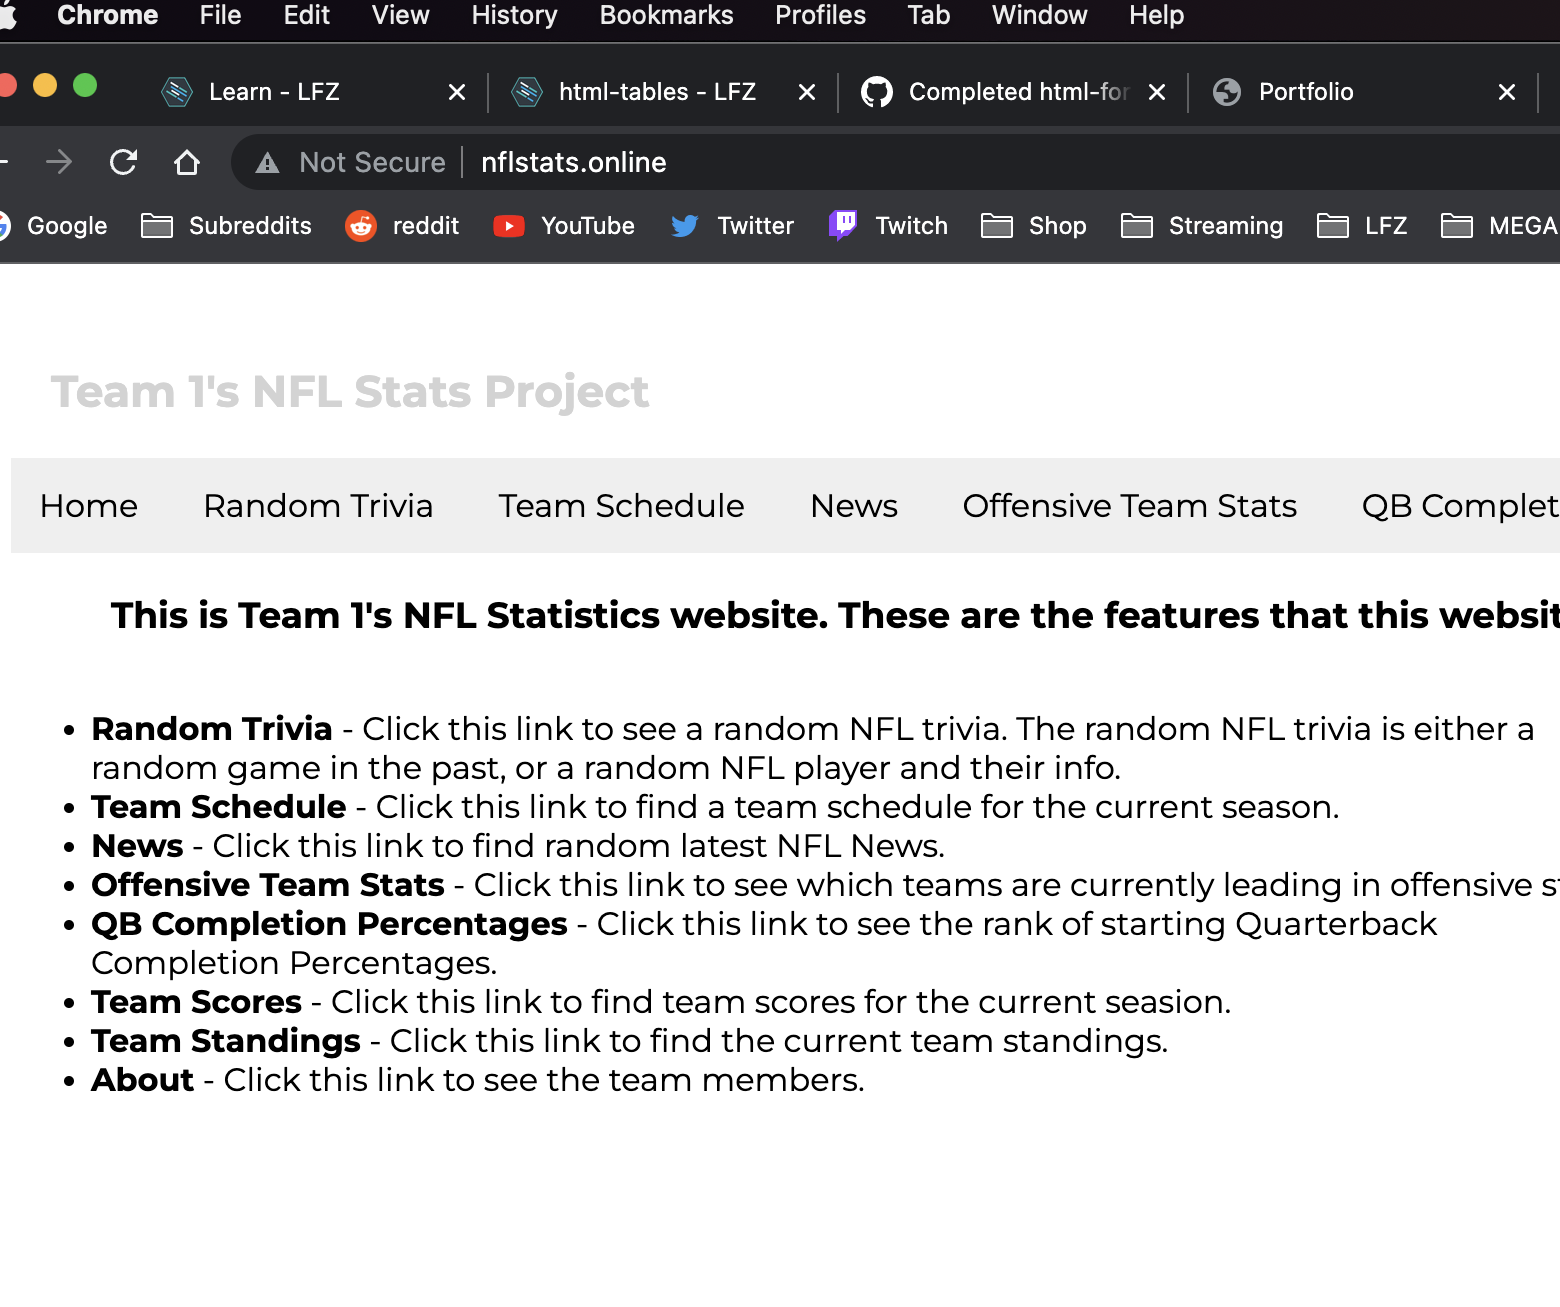 Chrome File Edit View History Bookmarks Profiles Tab Window Help
Learn - LFZ html-tables - LFZ Completed html-for Portfolio
Not Secure nflstats.online
Google Subreddits reddit YouTube Twitter Twitch Shop Streaming LFZ MEGA
Team 1's NFL Stats Project
Home Random Trivia Team Schedule News Offensive Team Stats QB Complet
This is Team 1's NFL Statistics website. These are the features that this websit
• Random Trivia - Click this link to see a random NFL trivia. The random NFL trivia is either a
random game in the past, or a random NFL player and their info.
• Team Schedule - Click this link to find a team schedule for the current season.
• News - Click this link to find random latest NFL News.
• Offensive Team Stats - Click this link to see which teams are currently leading in offensive st
• QB Completion Percentages - Click this link to see the rank of starting Quarterback
Completion Percentages.
• Team Scores - Click this link to find team scores for the current seasion.
• Team Standings - Click this link to find the current team standings.
• About - Click this link to see the team members.